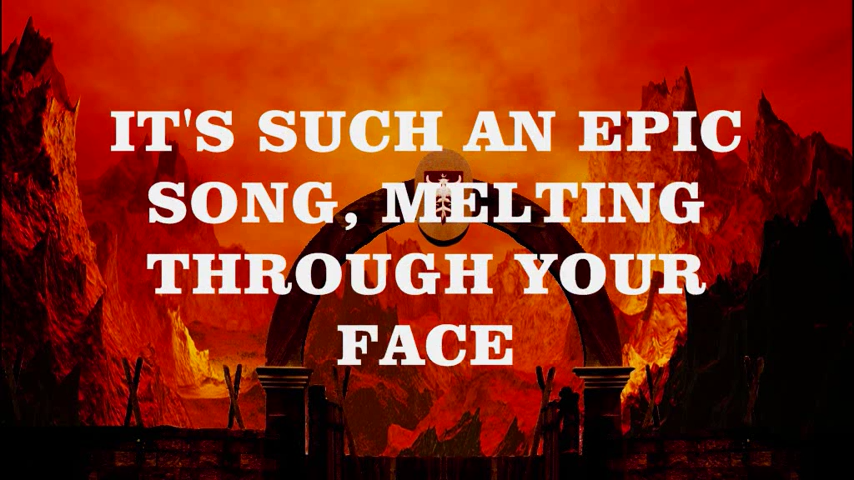 IT'S SUCH AN EPIC
SONG, MELTING
THROUGH YOUR
FACE